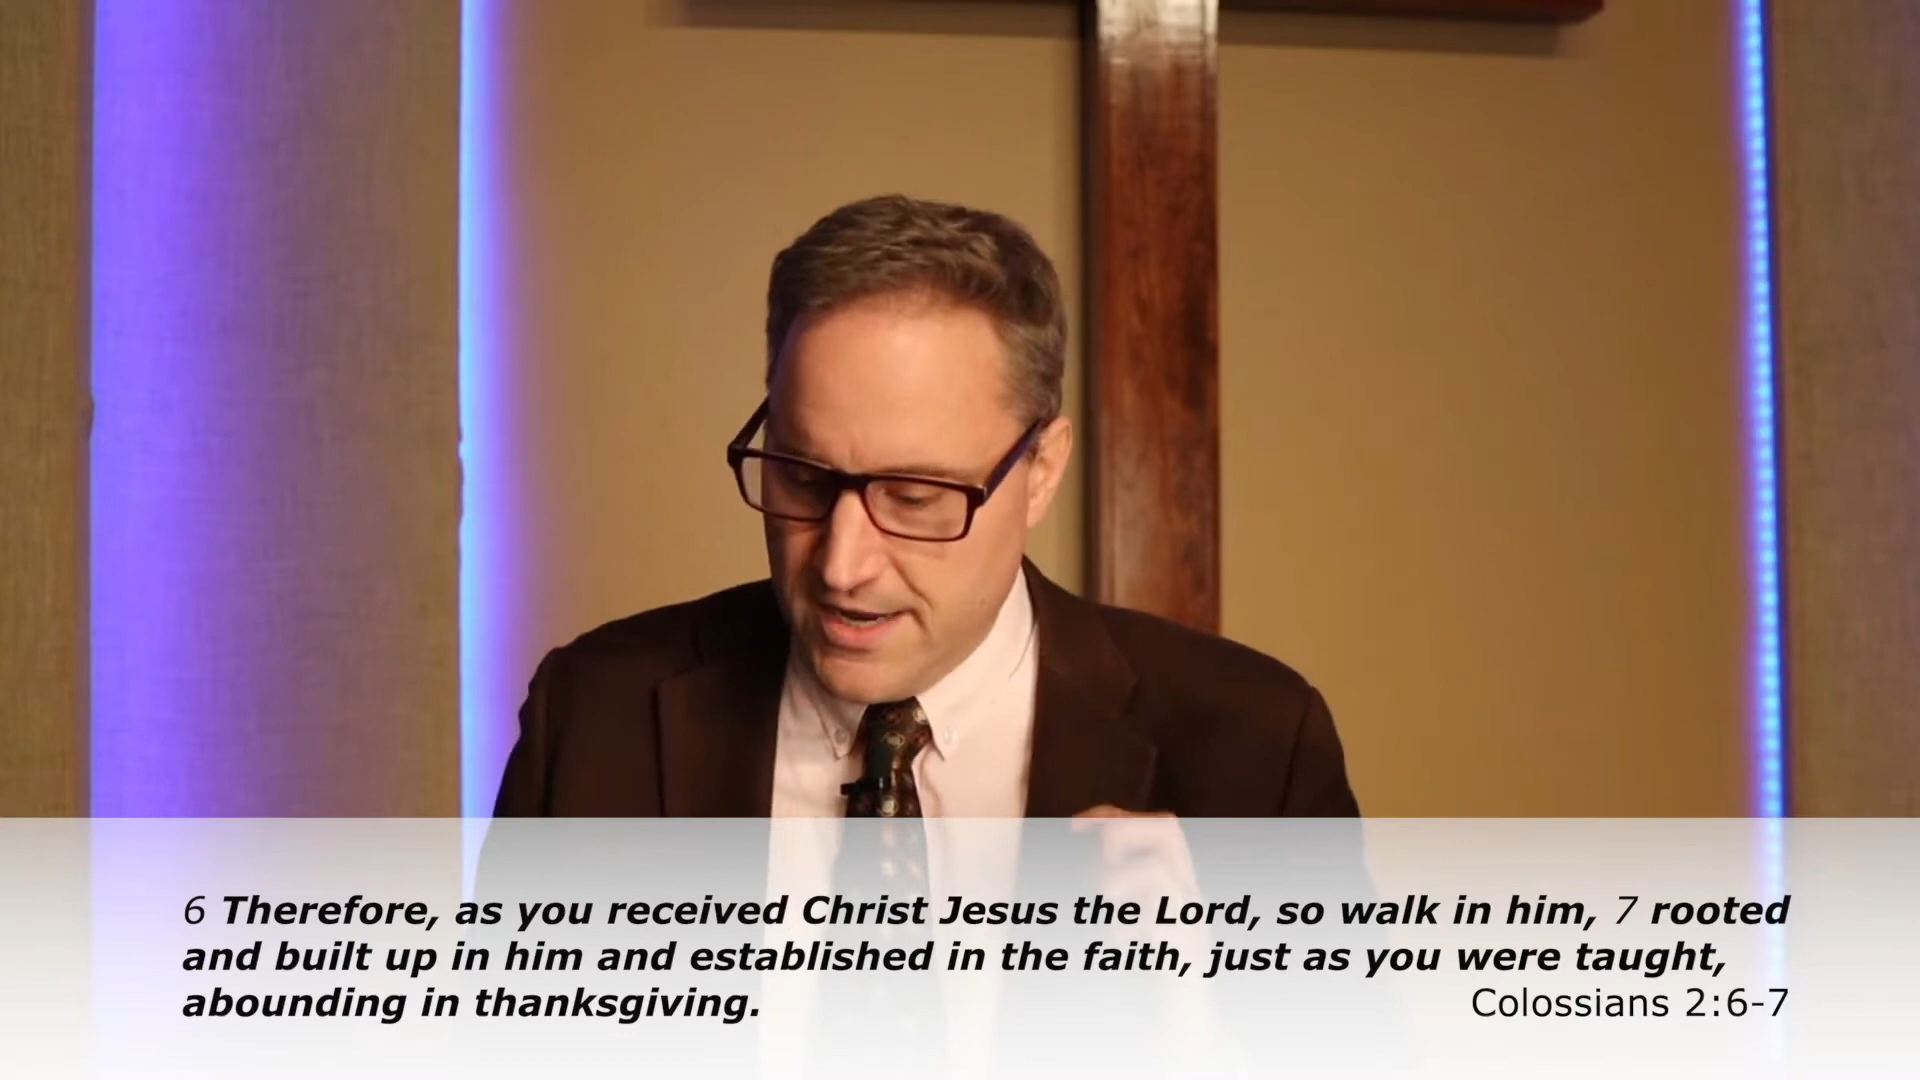 6 Therefore, as you received Christ Jesus the Lord, so walk in him, 7 rooted
and built up in him and established in the faith, just as you were taught,
abounding in thanksgiving.
Colossians 2:6-7